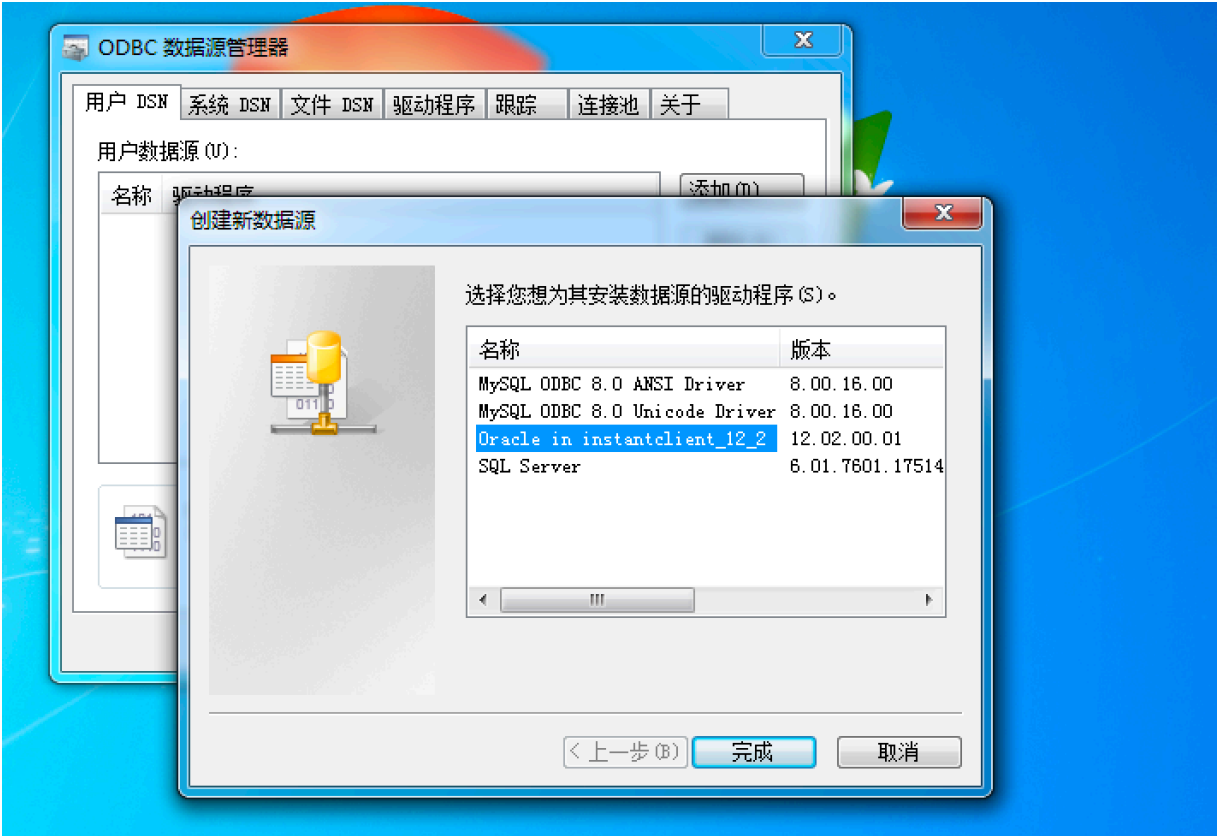 ODBC 数据源管理器
用户 DSN 系统 DSN 文件 DSN 驱动程序 跟踪 连接池 关于
用户数据源(U):
名称 驱动程序
添加(D)
创建新数据源
选择您想为其安装数据源的驱动程序(S)。
名称 版本
MySQL ODBC 8.0 ANSI Driver 8.00.16.00
MySQL ODBC 8.0 Unicode Driver 8.00.16.00
Oracle in instantclient_12_2 12.02.00.01
SQL Server 6.01.7601.17514
< 上一步(B) 完成 取消